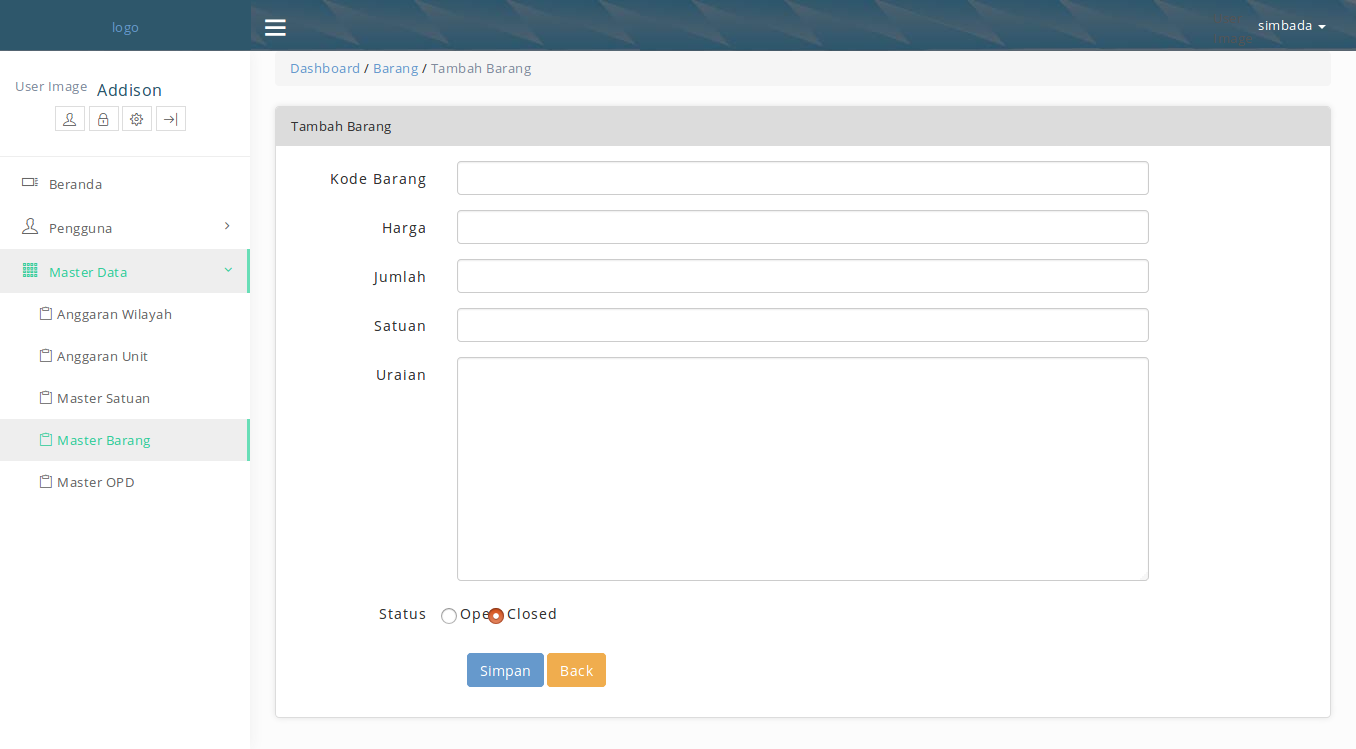 logo
simbada
User Image Addison
Beranda
Pengguna
Master Data
Anggaran Wilayah
Anggaran Unit
Master Satuan
Master Barang
Master OPD
Dashboard / Barang / Tambah Barang
Tambah Barang
Kode Barang
Harga
Jumlah
Satuan
Uraian
Status Ope Closed
Simpan Back